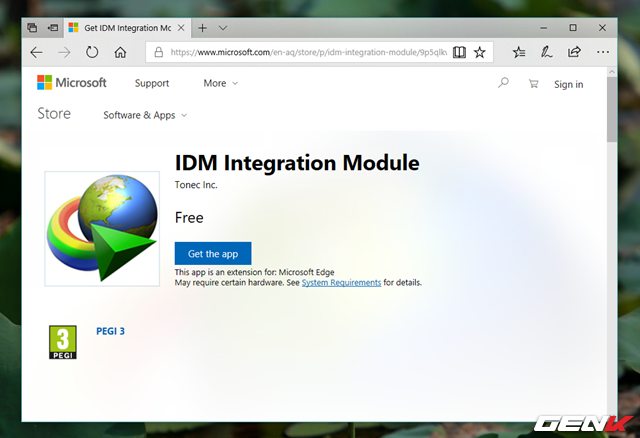 Get IDM Integration Mo
https://www.microsoft.com/en-aq/store/p/idm-integration-module/9p5qlkv
Microsoft Support More Sign in
Store Software & Apps
IDM Integration Module
Tonec Inc.
Free
Get the app
This app is an extension for: Microsoft Edge
May require certain hardware. See System Requirements for details.
3
PEGI
PEGI 3
GENK